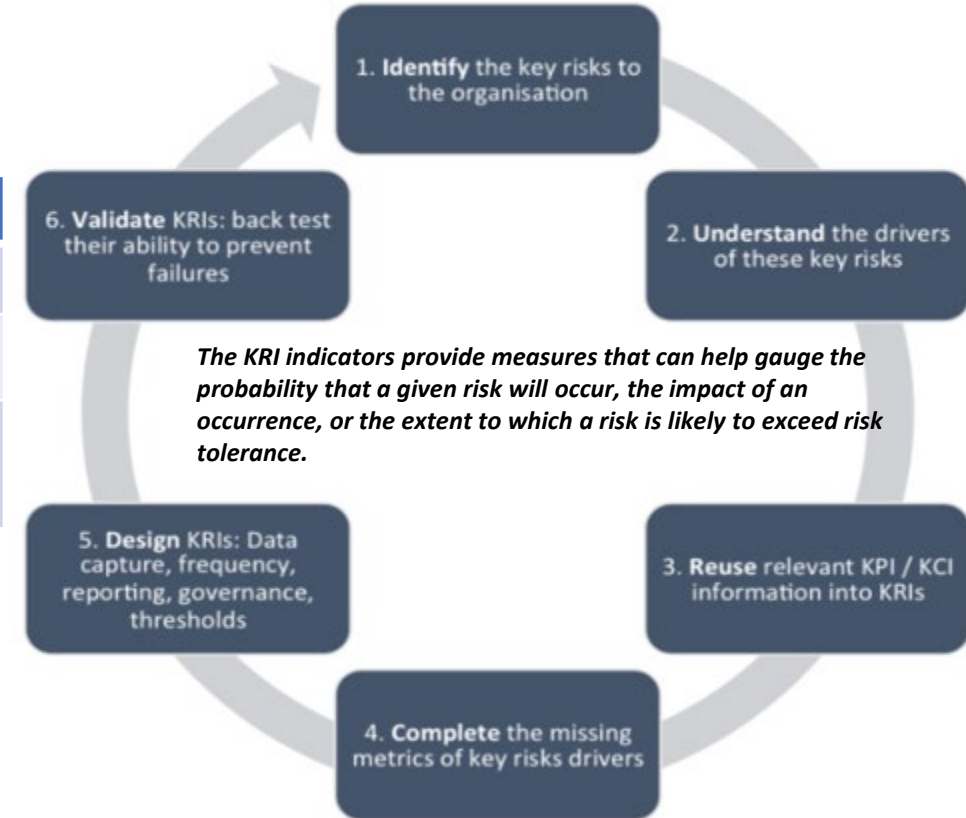 1. Identify the key risks to
the organisation
2. Understand the drivers
of these key risks
3. Reuse relevant KPI / KCI
information into KRIs
4. Complete the missing
metrics of key risks drivers
5. Design KRIs: Data
capture, frequency,
reporting, governance,
thresholds
6. Validate KRIs: back test
their ability to prevent
failures
The KRI indicators provide measures that can help gauge the
probability that a given risk will occur, the impact of an
occurrence, or the extent to which a risk is likely to exceed risk
tolerance.